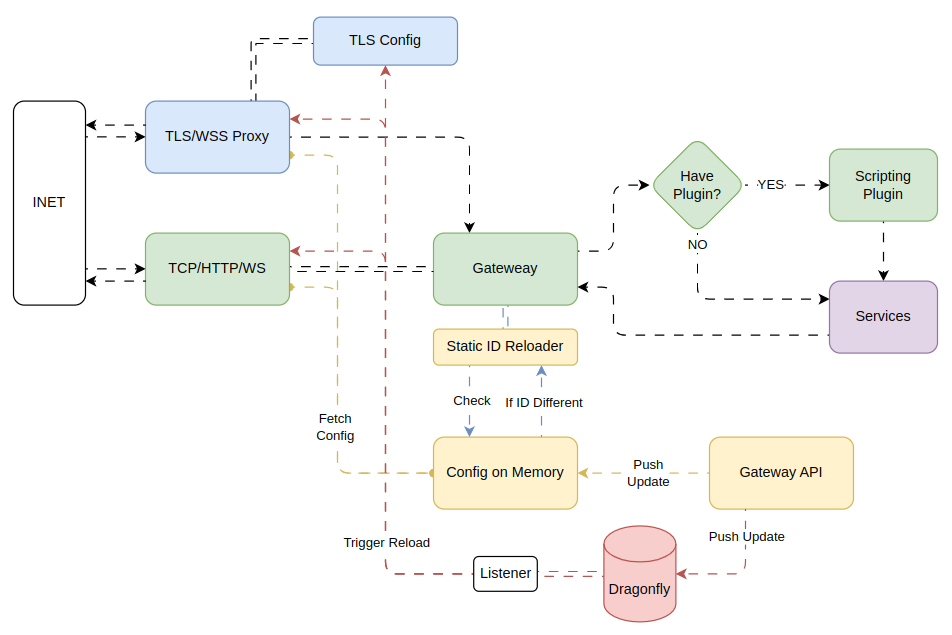 TLS Config
TLS/WSS Proxy
INET
Have
Plugin?
YES
Scripting
Plugin
NO
TCP/HTTP/WS
Gateweay
Services
Static ID Reloader
Check
If ID Different
Fetch
Config
Config on Memory
Push
Update
Gateway API
Trigger Reload
Push Update
Listener
Dragonfly